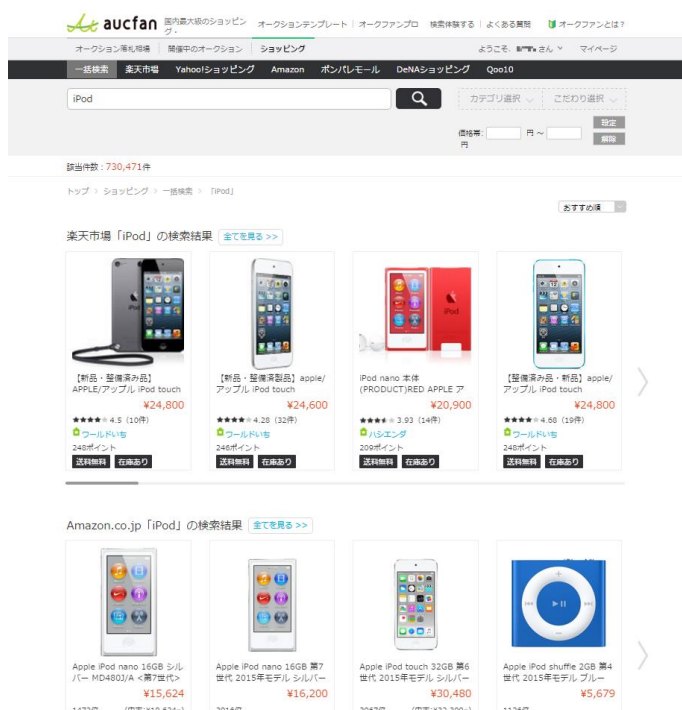 aucfan 国内最大級のショッピング・ オークションテンプレート オークファンプロ 検索体験する よくある質問 オークファンとは?
オークション落札相場 開催中のオークション ショッピング ようこそ、 さん マイページ
一括検索 楽天市場 Yahoo!ショッピング Amazon ポンパレモール DeNAショッピング Qoo10
iPod カテゴリ選択 こだわり選択
価格帯: 円 ~ 円 設定
解除
該当件数:730,471件
トップ > ショッピング > 一括検索 > 「iPod」
おすすめ順
楽天市場「iPod」の検索結果 全てを見る >>
【新品・整備済み品】
APPLE/アップル iPod touch
¥24,800
★★★★★ 4.5 (10件)
ワールドいち
248ポイント
送料無料 在庫あり
【新品・整備済製品】apple/
アップル iPod touch
¥24,600
★★★★★ 4.28 (32件)
ワールドいち
246ポイント
送料無料 在庫あり
iPod nano 本体
(PRODUCT)RED APPLE ア
¥20,900
★★★★★ 3.93 (14件)
ハシエンダ
209ポイント
送料無料 在庫あり
【整備済み品・新品】apple/
アップル iPod touch
¥24,800
★★★★★ 4.68 (19件)
ワールドいち
248ポイント
送料無料 在庫あり
Amazon.co.jp「iPod」の検索結果 全てを見る >>
Apple iPod nano 16GB シル
バー MD480J/A <第7世代>
¥15,624
Apple iPod nano 16GB 第7
世代 2015年モデル シルバー
¥16,200
Apple iPod touch 32GB 第6
世代 2015年モデル シルバー
¥30,480
Apple iPod shuffle 2GB 第4
世代 2015年モデル ブルー
¥5,679